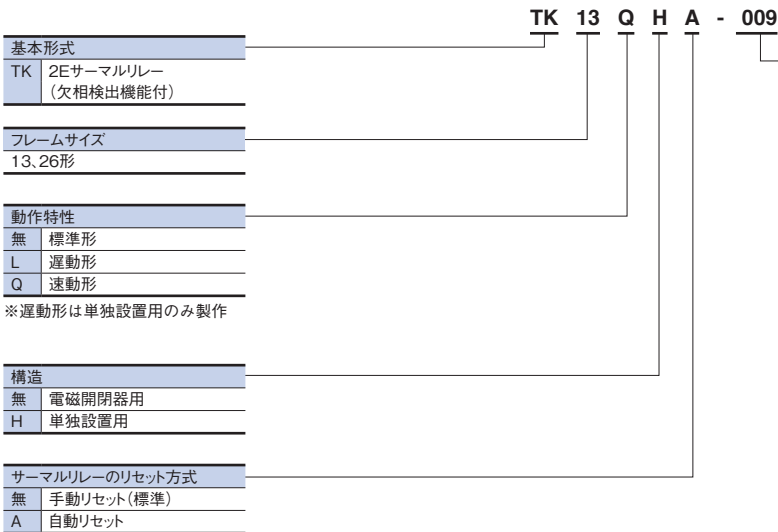 TK 13 Q H A - 009
基本形式
TK 2Eサーマルリレー
（欠相検出機能付）
フレームサイズ
13、26形
動作特性
無 標準形
L 遅動形
Q 速動形
※遅動形は単独設置用のみ製作
構造
無 電磁開閉器用
H 単独設置用
サーマルリレーのリセット方式
無 手動リセット（標準）
A 自動リセット